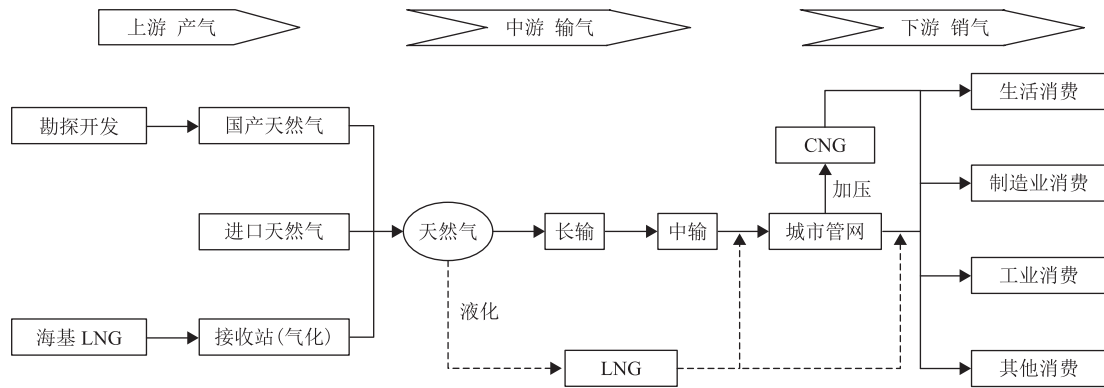 上游 产气
中游 输气
下游 销气
生活消费
勘探开发
国产天然气
CNG
加压
制造业消费
进口天然气
天然气
长输
中输
城市管网
工业消费
液化
海基 LNG
接收站(气化)
LNG
其他消费